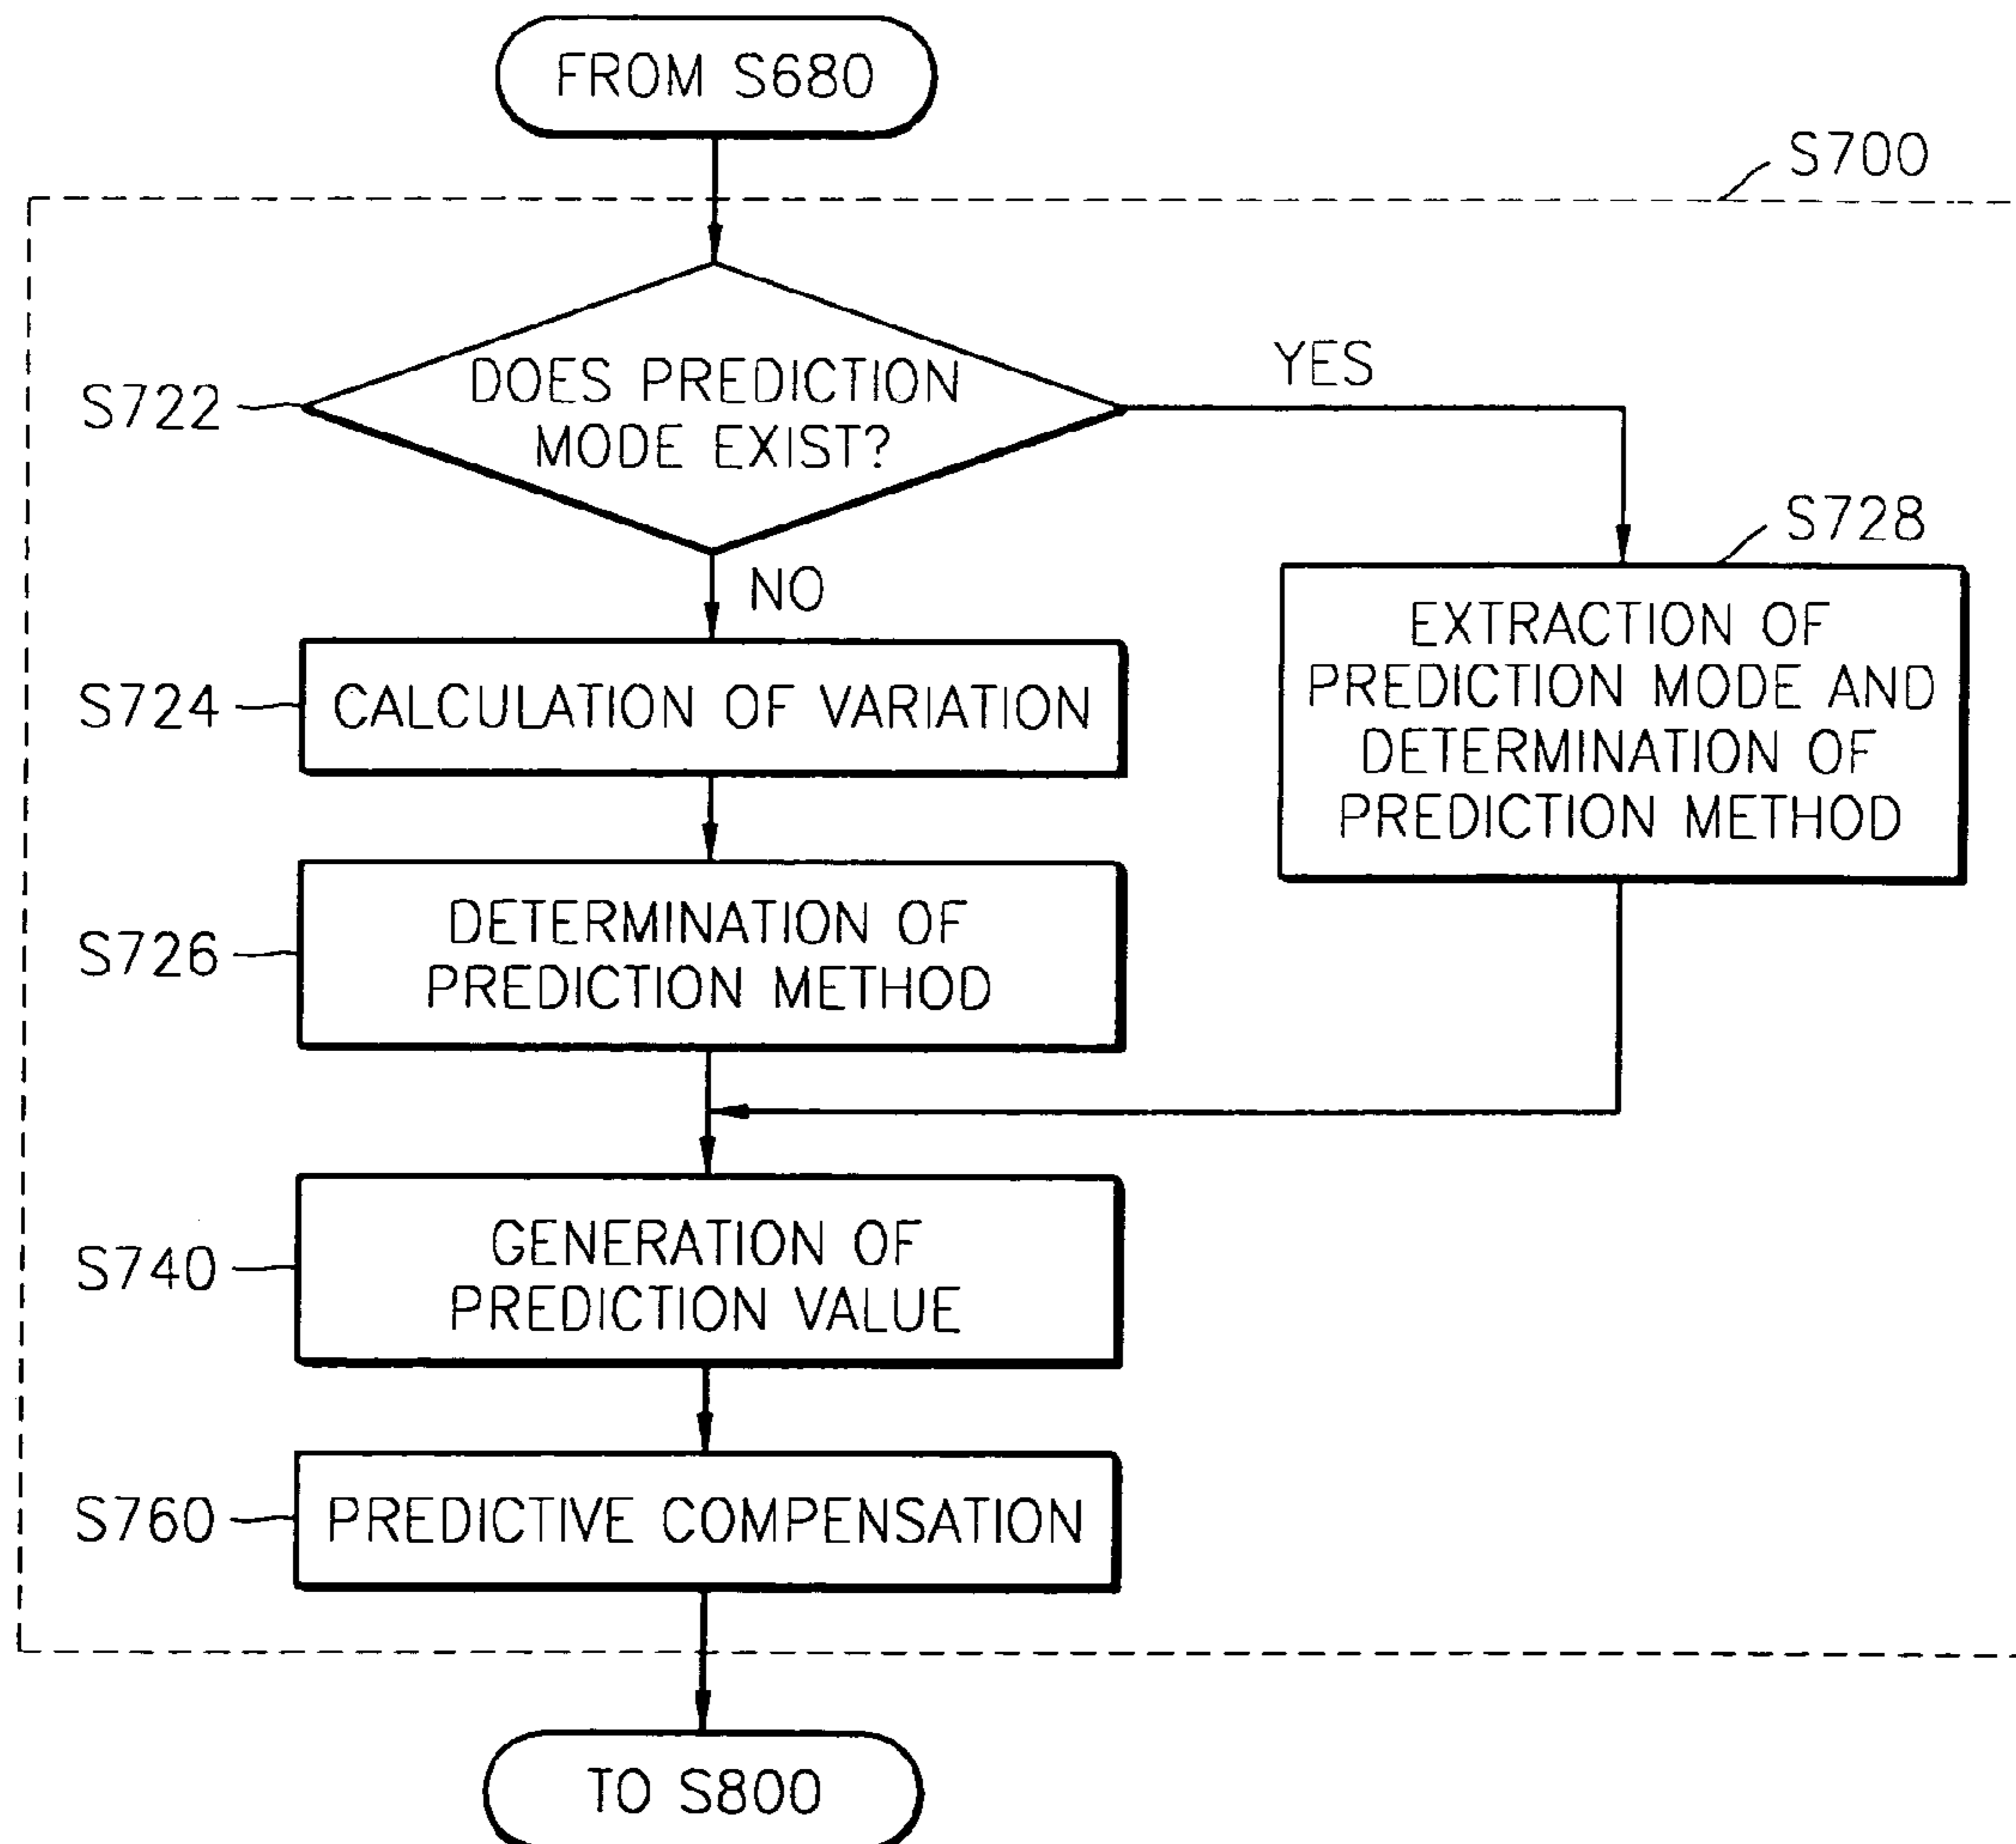 FROM S680
S700
S722
DOES PREDICTION
MODE EXIST?
YES
NO
S728
EXTRACTION OF
PREDICTION MODE AND
DETERMINATION OF
PREDICTION METHOD
S724
CALCULATION OF VARIATION
S726
DETERMINATION OF
PREDICTION METHOD
S740
GENERATION OF
PREDICTION VALUE
S760
PREDICTIVE COMPENSATION
TO S800